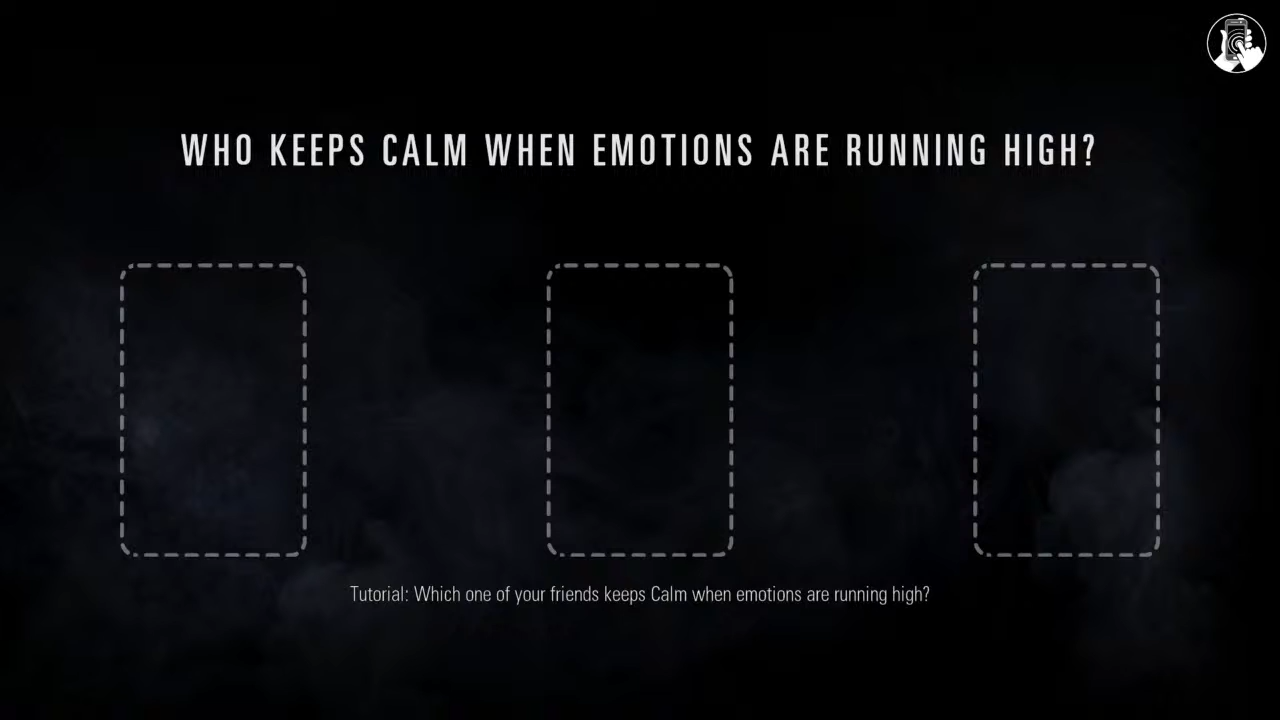 WHO KEEPS CALM WHEN EMOTIONS ARE RUNNING HIGH?
Tutorial: Which one of your friends keeps Calm when emotions are running high?